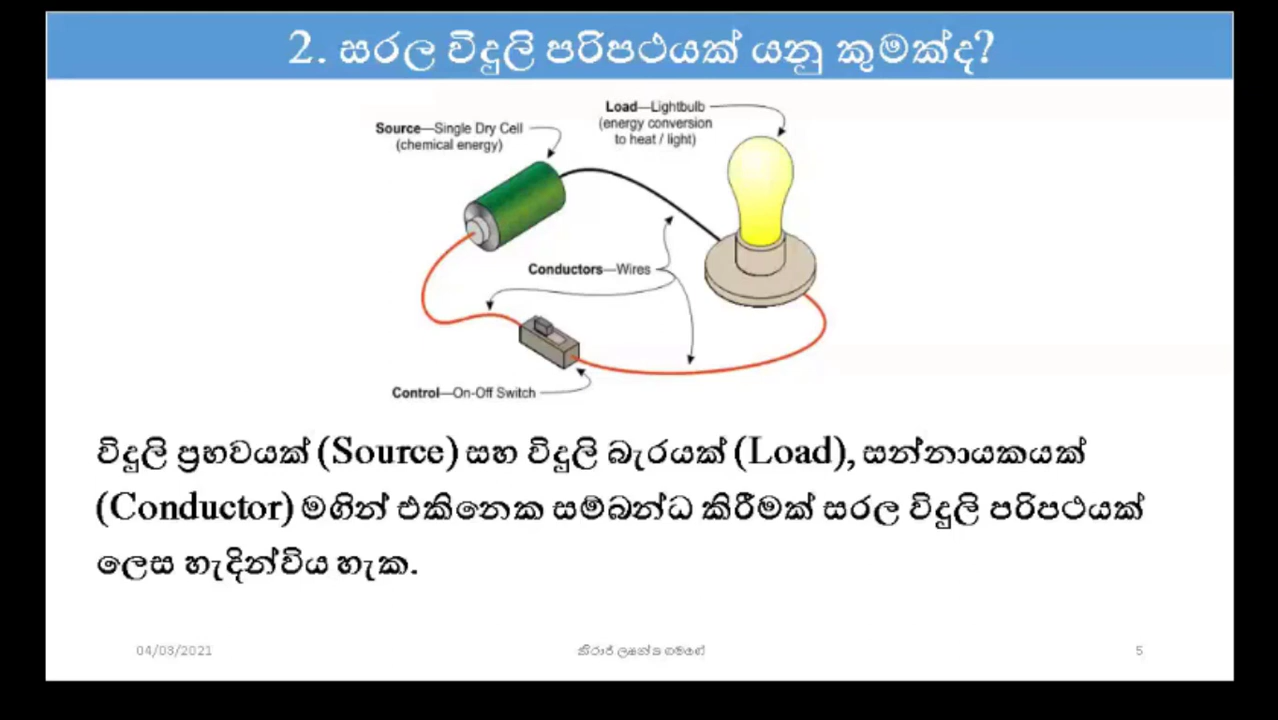 2. සරල විදුලි පරිපථයක් යනු කුමක්ද?
Load—Lightbulb
(energy conversion
to heat / light)
Source—Single Dry Cell
(chemical energy)
Conductors—Wires
Control—On-Off Switch
විදුලි ප්‍රභවයක් (Source) සහ විදුලි බැරයක් (Load), සන්නායකයක්
(Conductor) මගින් එකිනෙක සම්බන්ධ කිරීමක් සරල විදුලි පරිපථයක්
ලෙස හැදින්විය හැක.
04/03/2021
5